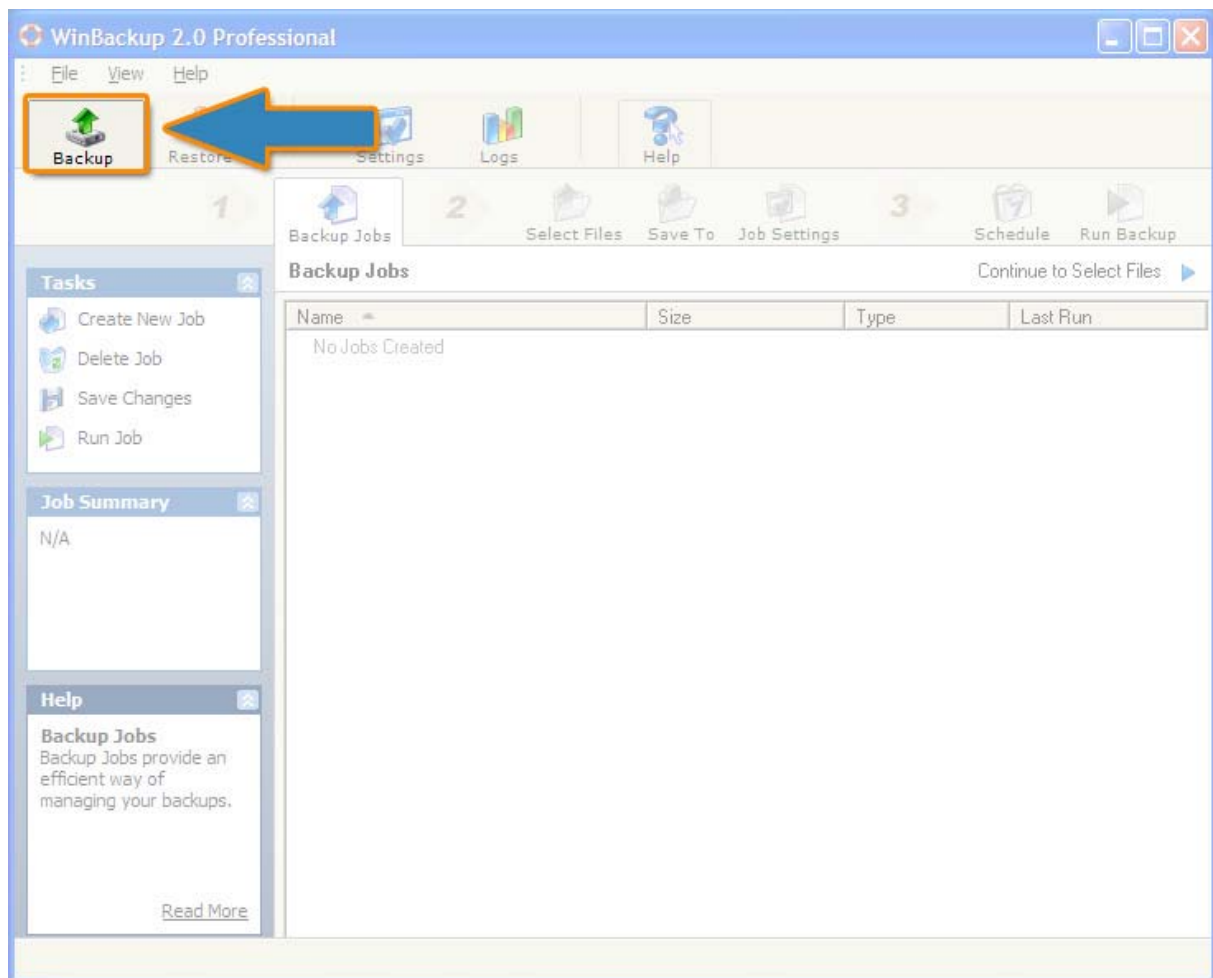 WinBackup 2.0 Professional
File View Help
Backup Restore Settings Logs Help
1 Backup Jobs 2 Select Files Save To Job Settings 3 Schedule Run Backup
Backup Jobs Continue to Select Files
Tasks
Create New Job
Delete Job
Save Changes
Run Job
Name Size Type Last Run
No Jobs Created
Job Summary
N/A
Help
Backup Jobs
Backup Jobs provide an
efficient way of
managing your backups.
Read More